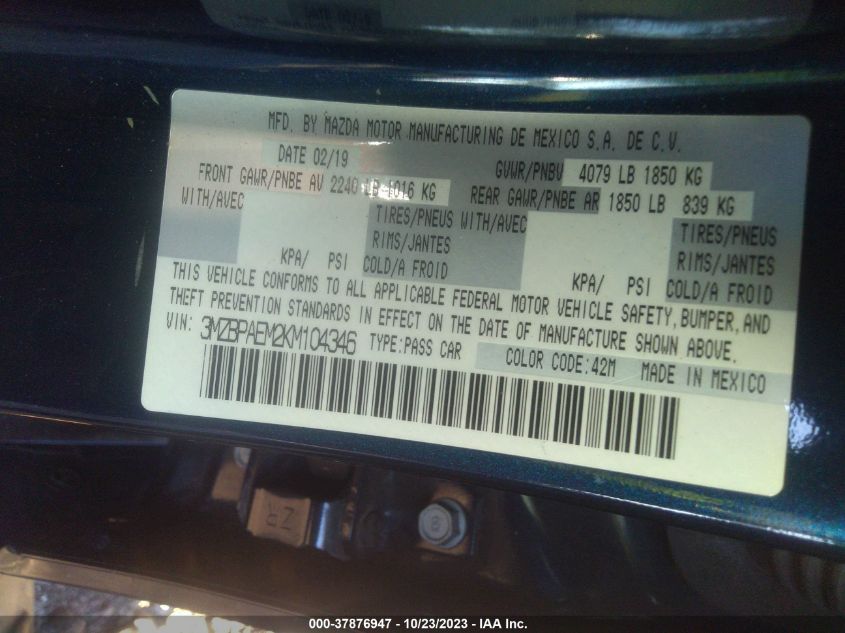 DATE 02/19
MFD. BY MAZDA MOTOR MANUFACTURING DE MEXICO S.A. DE C.V.
DATE 02/19 GVWR/PNBV 4079 LB 1850 KG
FRONT GAWR/PNBE AV 2240 LB 1016 KG REAR GAWR/PNBE AR 1850 LB 839 KG
WITH/AVEC TIRES/PNEUS WITH/AVEC TIRES/PNEUS
RIMS/JANTES RIMS/JANTES
KPA/ PSI COLD/A FROID KPA/ PSI COLD/A FROID
THIS VEHICLE CONFORMS TO ALL APPLICABLE FEDERAL MOTOR VEHICLE SAFETY, BUMPER, AND
THEFT PREVENTION STANDARDS IN EFFECT ON THE DATE OF MANUFACTURE SHOWN ABOVE.
VIN: 3MZBPAEM2KM104346 TYPE:PASS CAR COLOR CODE:42M MADE IN MEXICO
ZR
8
000-37876947 - 10/23/2023 - IAA Inc.